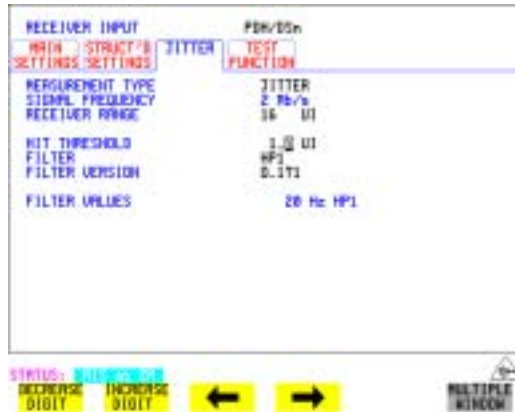 RECEIVER INPUT PDH/DSn
MAIN SETTINGS STRUCT'D SETTINGS JITTER TEST FUNCTION
MEASUREMENT TYPE JITTER
SIGNAL FREQUENCY 2 Mb/s
RECEIVER RANGE 16 UI
HIT THRESHOLD 1.0 UI
FILTER HP1
FILTER VERSION O.171
FILTER VALUES 20 Hz HP1
STATUS:
DECREASE DIGIT INCREASE DIGIT ← → MULTIPLE WINDOW